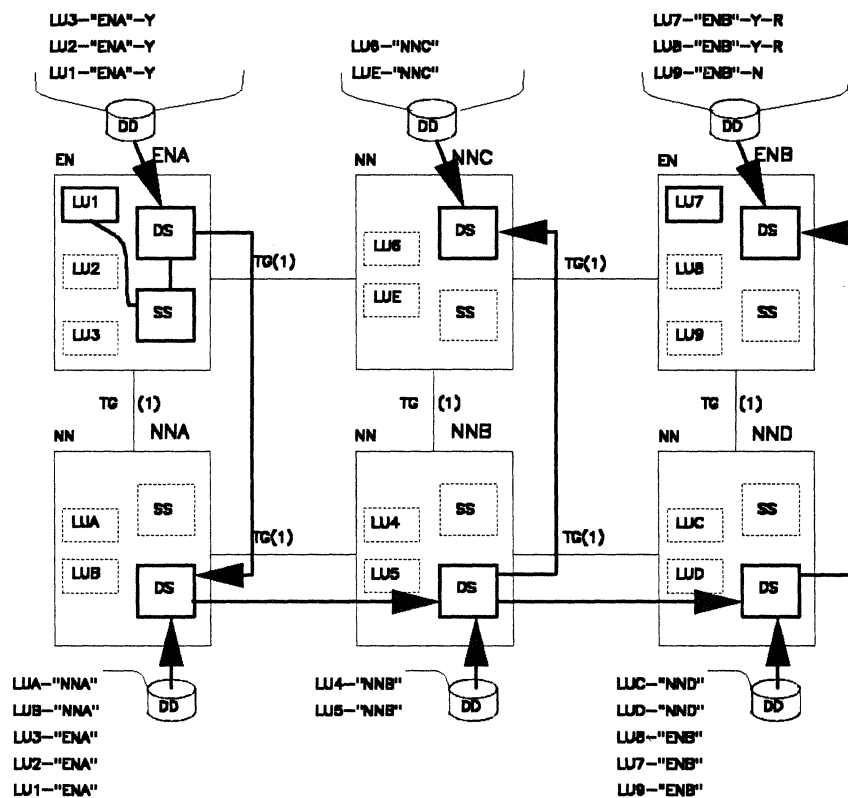 LU3-"ENA"-Y
LU2-"ENA"-Y
LU1-"ENA"-Y
LU6-"NNC"
LUE-"NNC"
LU7-"ENB"-Y-R
LU8-"ENB"-Y-R
LU9-"ENB"-N
DD
DD
DD
EN ENA
NN NNC
EN ENB
LU1
DS
LU2
SS
LU3
LU6
DS
LUE
SS
LU7
DS
LU8
SS
LU9
TG(1)
TG(1)
TG (1)
TG (1)
TG (1)
NN NNA
NN NNB
NN NND
SS
LUA
LUB
DS
SS
LU4
LU5
DS
SS
LUC
LUD
DS
TG(1)
TG(1)
LUA-"NNA"
LUB-"NNA"
LU3-"ENA"
LU2-"ENA"
LU1-"ENA"
DD
LU4-"NNB"
LU5-"NNB"
DD
LUC-"NND"
LUD-"NND"
LU8-"ENB"
LU7-"ENB"
LU9-"ENB"
DD